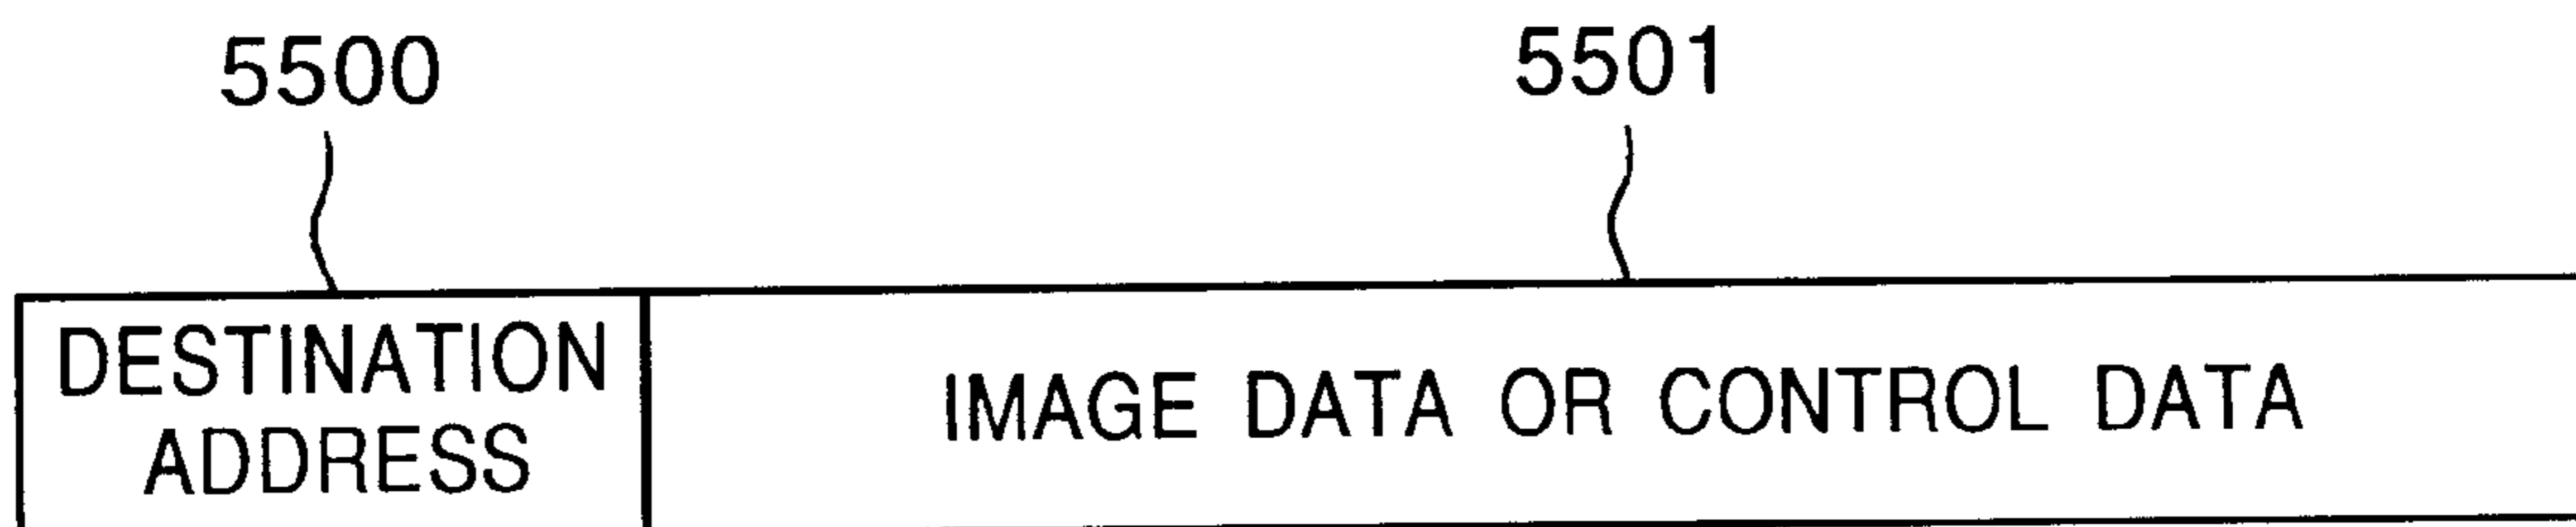 5500
5501
DESTINATION
ADDRESS
IMAGE DATA OR CONTROL DATA